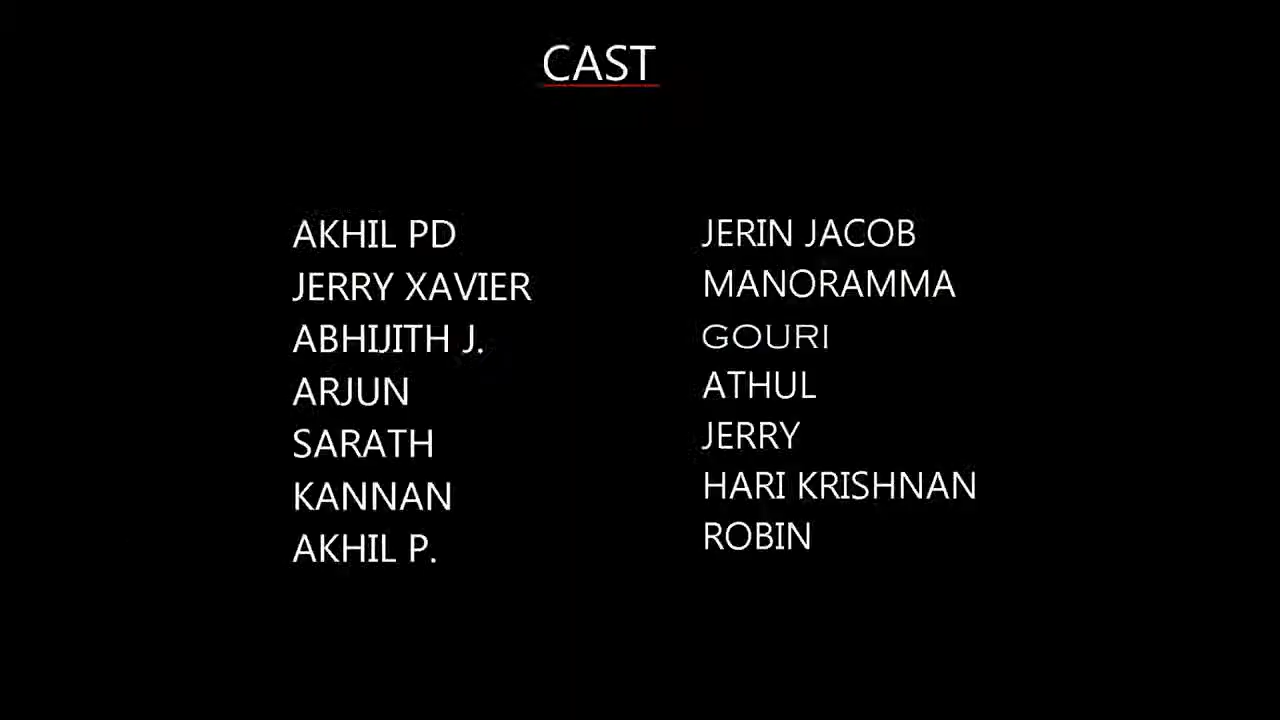 CAST
AKHIL PD
JERRY XAVIER
ABHIJITH J.
ARJUN
SARATH
KANNAN
AKHIL P.
JERIN JACOB
MANORAMMA
GOURI
ATHUL
JERRY
HARI KRISHNAN
ROBIN